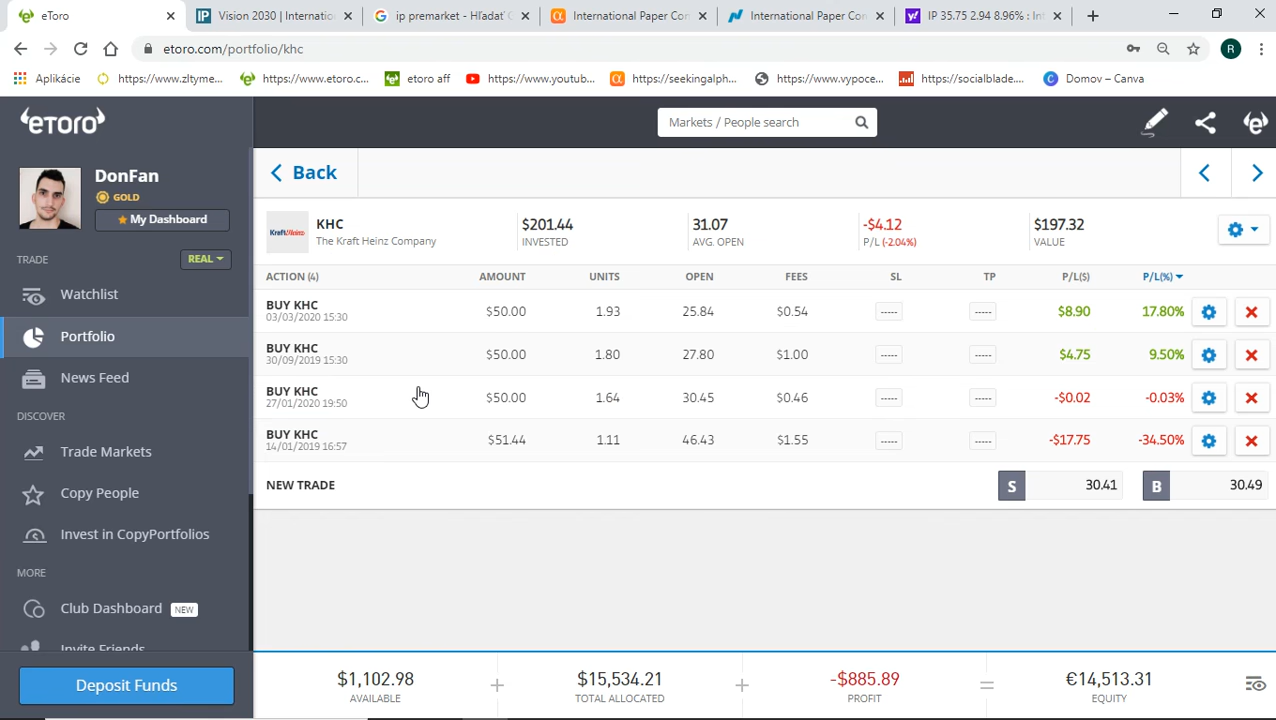 eToro
Vision 2030 | Internatio
ip premarket - Hľadať
International Paper Com
International Paper Com
IP 35.75 2.94 8.96% : Int
etoro.com/portfolio/khc
R
Aplikácie
https://www.zltyme...
https://www.etoro.c...
etoro aff
https://www.youtub...
https://seekingalph...
https://www.vypoce...
https://socialblade....
Domov – Canva
eToro
Markets / People search
DonFan
GOLD
My Dashboard
TRADE
REAL
Watchlist
Portfolio
News Feed
DISCOVER
Trade Markets
Copy People
Invest in CopyPortfolios
MORE
Club Dashboard NEW
Invite Friends
Deposit Funds
Back
Kraft Heinz
KHC
The Kraft Heinz Company
$201.44
INVESTED
31.07
AVG. OPEN
-$4.12
P/L (-2.04%)
$197.32
VALUE
ACTION (4) AMOUNT UNITS OPEN FEES SL TP P/L($) P/L(%)
BUY KHC
03/03/2020 15:30
$50.00 1.93 25.84 $0.54 ----- ----- $8.90 17.80%
BUY KHC
30/09/2019 15:30
$50.00 1.80 27.80 $1.00 ----- ----- $4.75 9.50%
BUY KHC
27/01/2020 19:50
$50.00 1.64 30.45 $0.46 ----- ----- -$0.02 -0.03%
BUY KHC
14/01/2019 16:57
$51.44 1.11 46.43 $1.55 ----- ----- -$17.75 -34.50%
NEW TRADE S 30.41 B 30.49
$1,102.98 + $15,534.21 + -$885.89 = €14,513.31
AVAILABLE TOTAL ALLOCATED PROFIT EQUITY